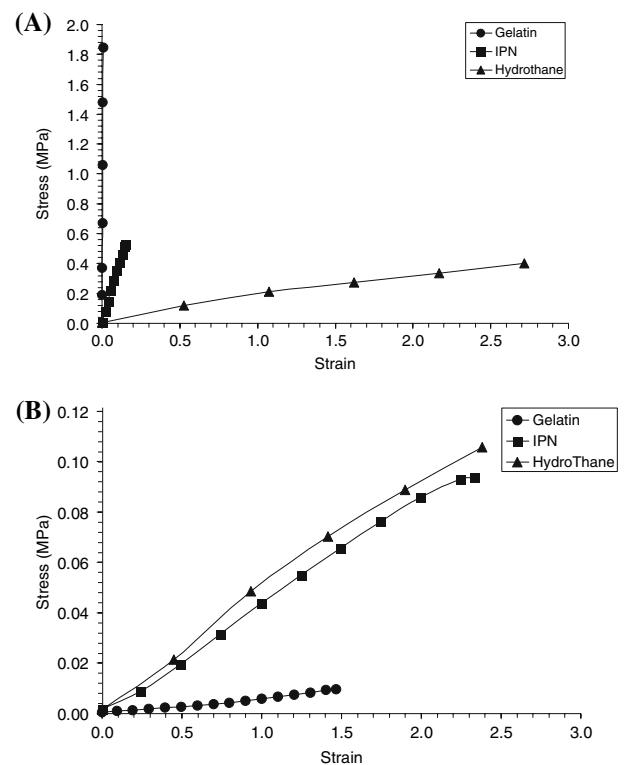 (A)
2.0
1.8
1.6
1.4
1.2
1.0
0.8
0.6
0.4
0.2
0.0
Stress (MPa)
Gelatin
IPN
Hydrothane
0.0 0.5 1.0 1.5 2.0 2.5 3.0
Strain
(B)
0.12
0.10
0.08
0.06
0.04
0.02
0.00
Stress (MPa)
Gelatin
IPN
HydroThane
0.0 0.5 1.0 1.5 2.0 2.5 3.0
Strain